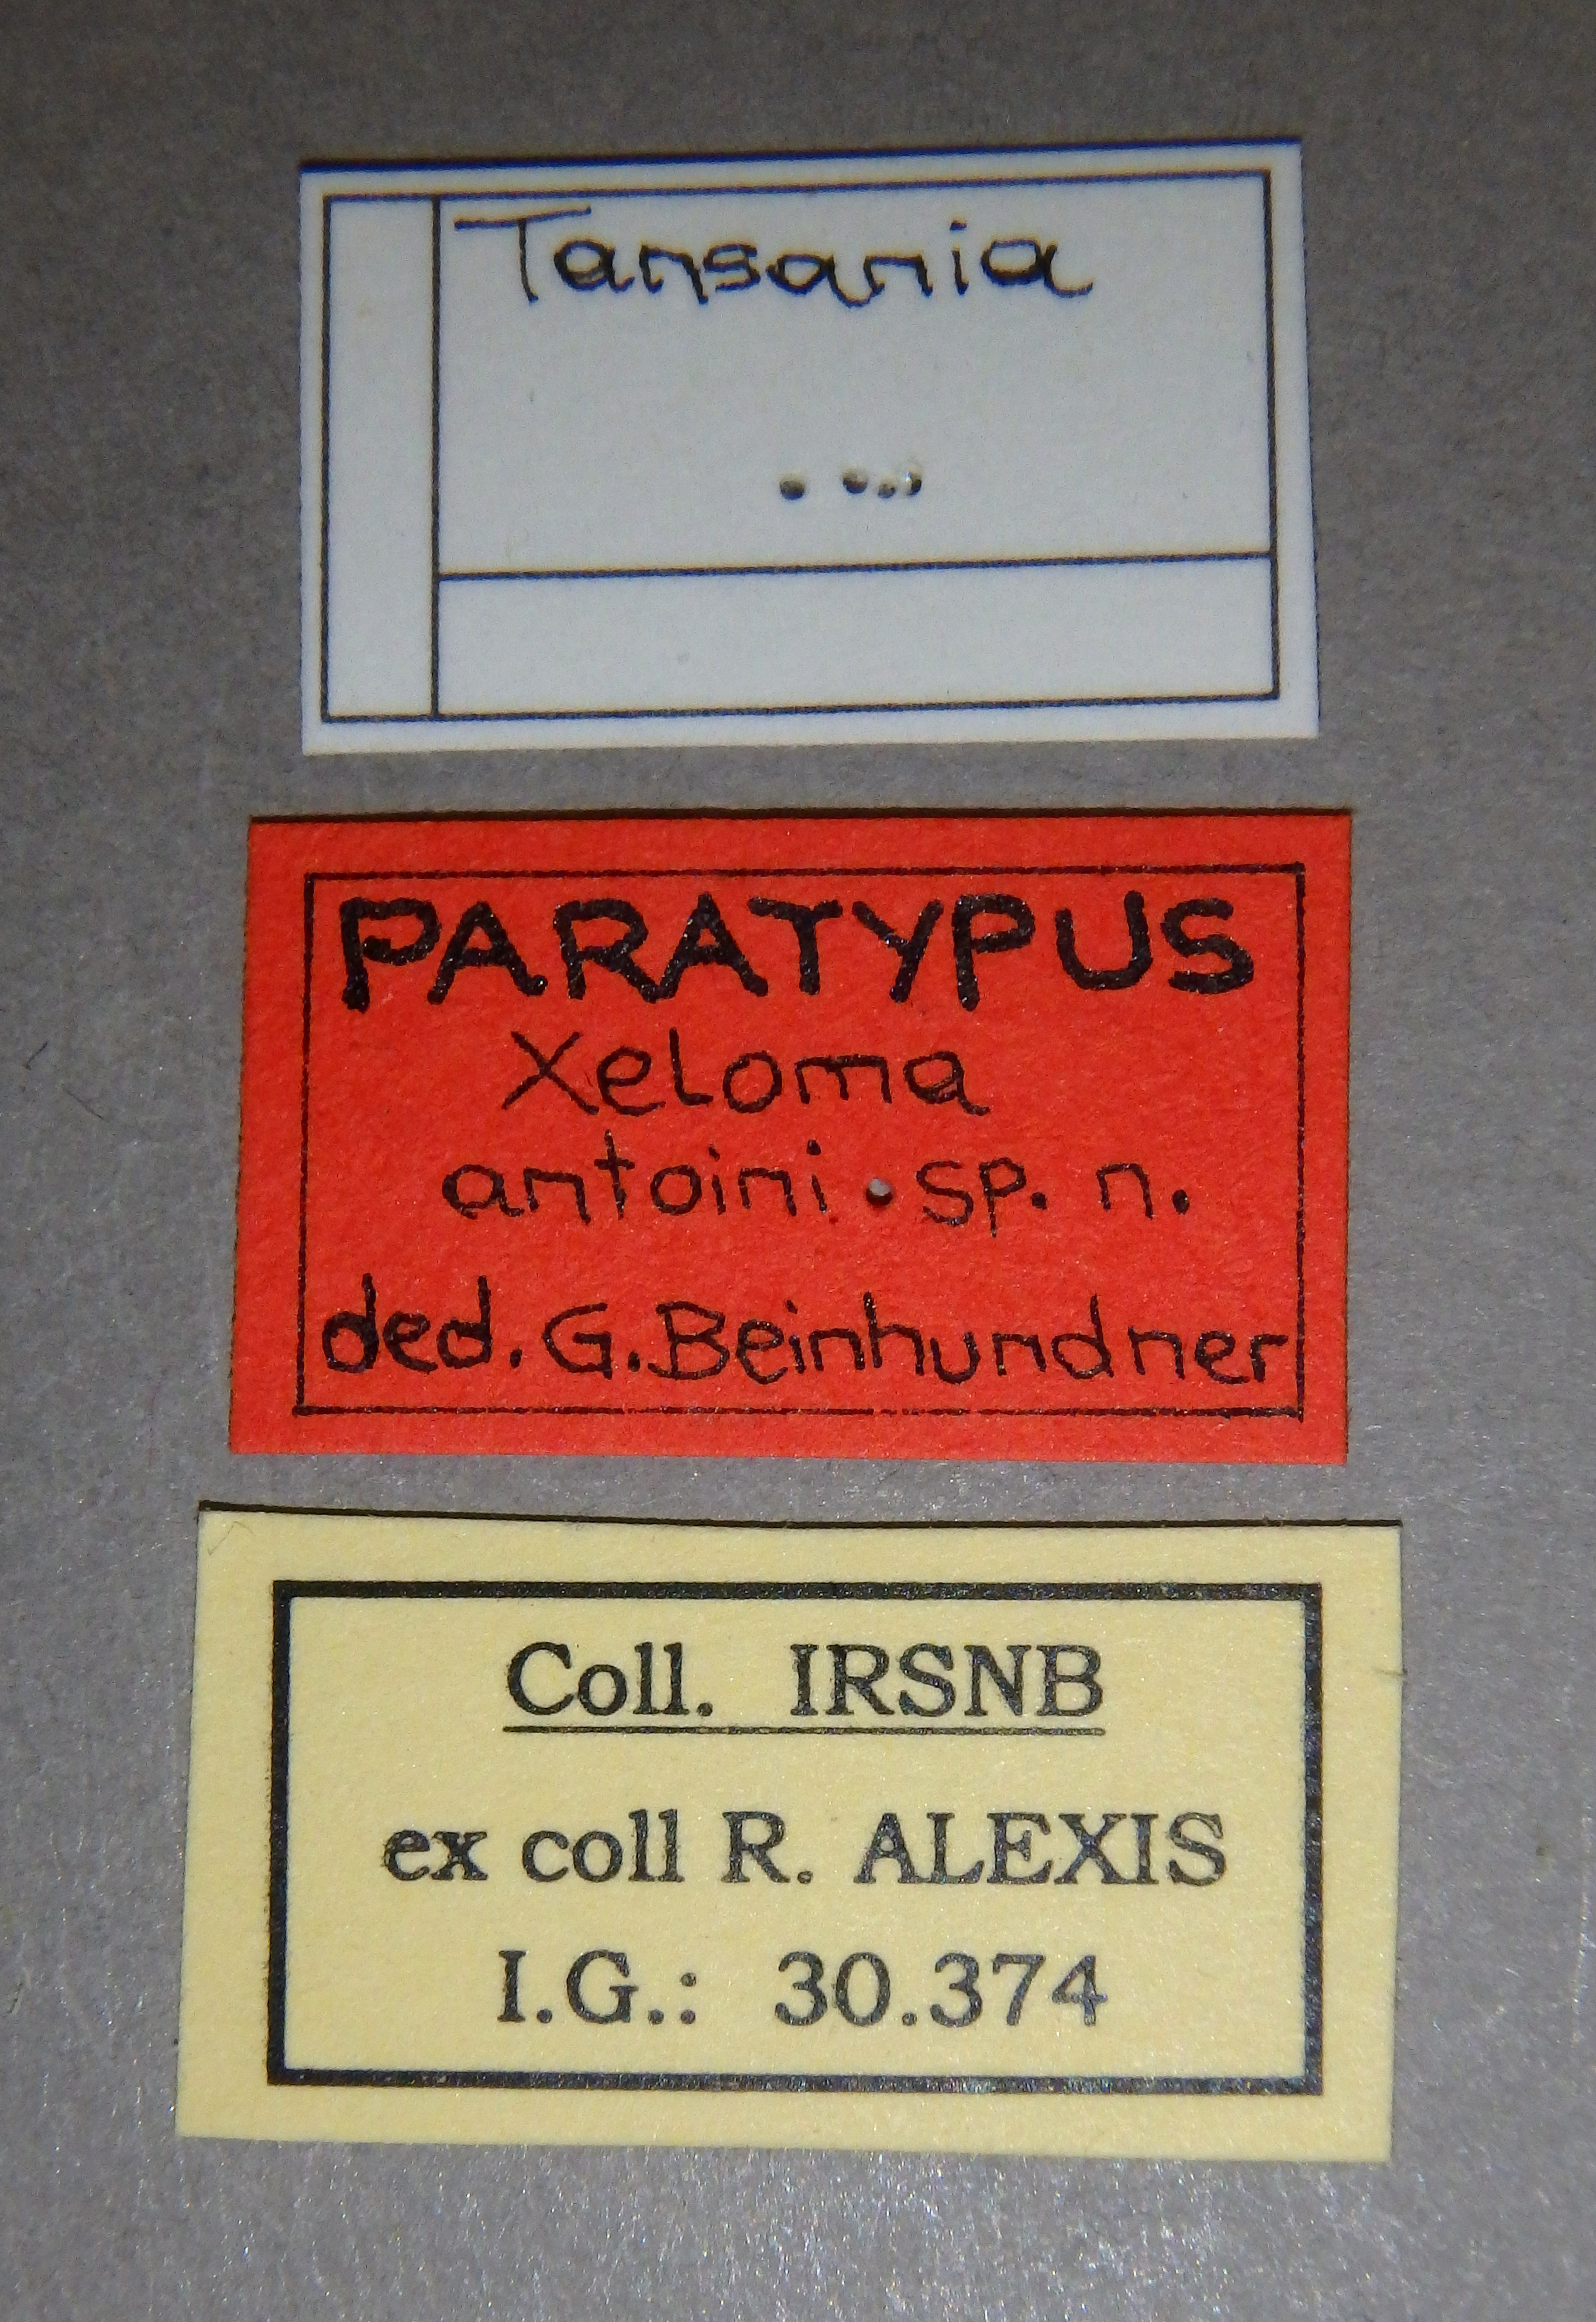 Tansania
PARATYPUS
Xeloma
antoini sp. n.
ded. G. Beinhundner
Coll. IRSNB
ex coll R. ALEXIS
I.G.: 30.374